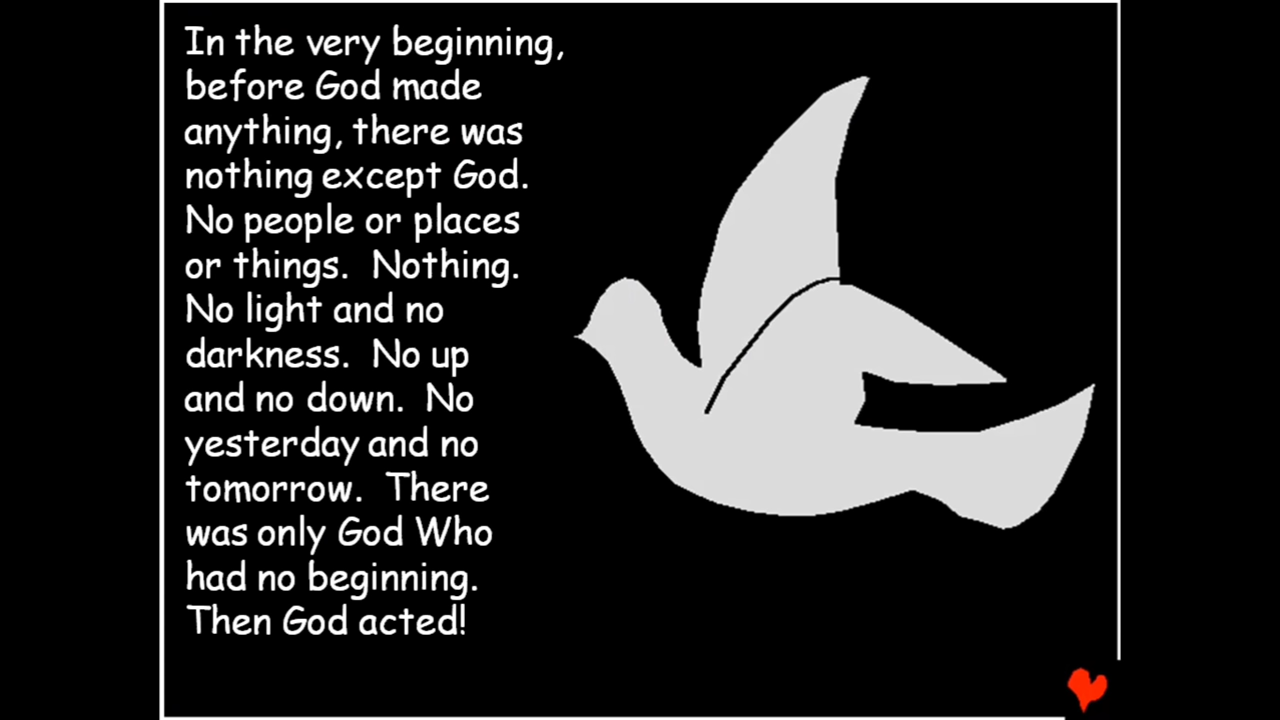 In the very beginning,
before God made
anything, there was
nothing except God.
No people or places
or things.  Nothing.
No light and no
darkness.  No up
and no down.  No
yesterday and no
tomorrow.  There
was only God Who
had no beginning.
Then God acted!